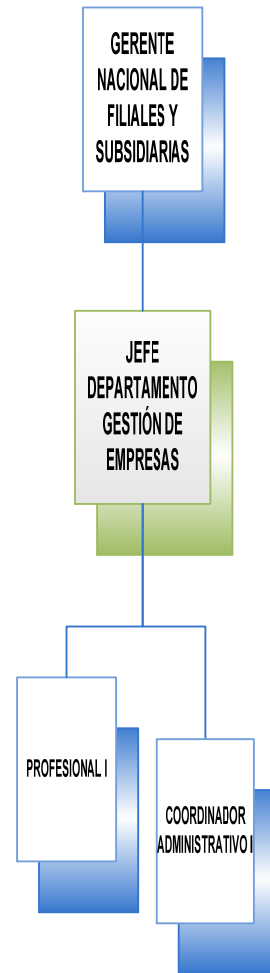 GERENTE
NACIONAL DE
FILIALES Y
SUBSIDIARIAS
JEFE
DEPARTAMENTO
GESTIÓN DE
EMPRESAS
PROFESIONAL I
COORDINADOR
ADMINISTRATIVO I